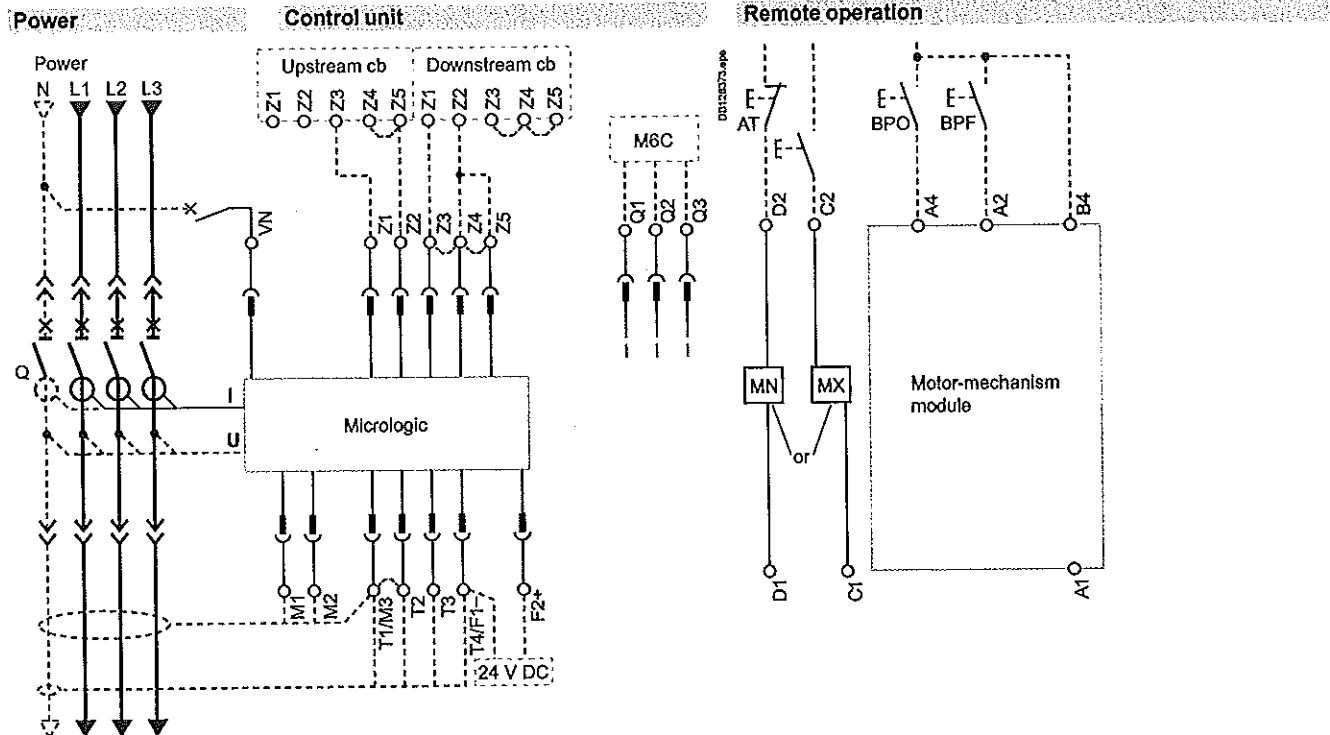 Power
Control unit
Remote operation
Power
N L1 L2 L3
Upstream cb
Downstream cb
Z1 Z2 Z3 Z4 Z5 Z1 Z2 Z3 Z4 Z5
DB126373.eps
M6C
AT
BPO
BPF
VN
Z1 Z2 Z3 Z4 Z5
Q1 Q2 Q3
D2 C2 A4 A2 B4
Q
I
U
Micrologic
MN
MX
or
Motor-mechanism
module
M1 M2 T1/M3 T2 T3 T4/F1– F2+
D1 C1 A1
24 V DC